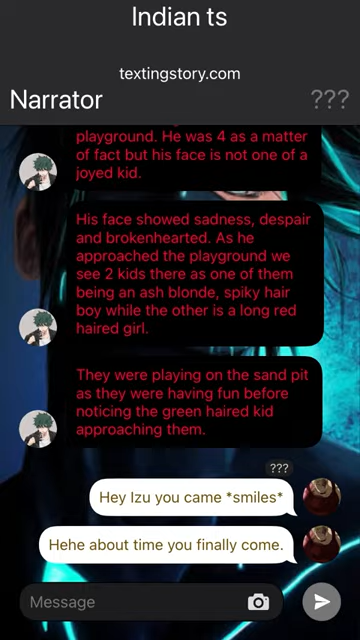 Indian ts
textingstory.com
Narrator
???
playground. He was 4 as a matter
of fact but his face is not one of a
joyed kid.
His face showed sadness, despair
and brokenhearted. As he
approached the playground we
see 2 kids there as one of them
being an ash blonde, spiky hair
boy while the other is a long red
haired girl.
They were playing on the sand pit
as they were having fun before
noticing the green haired kid
approaching them.
???
Hey Izu you came *smiles*
Hehe about time you finally come.
Message